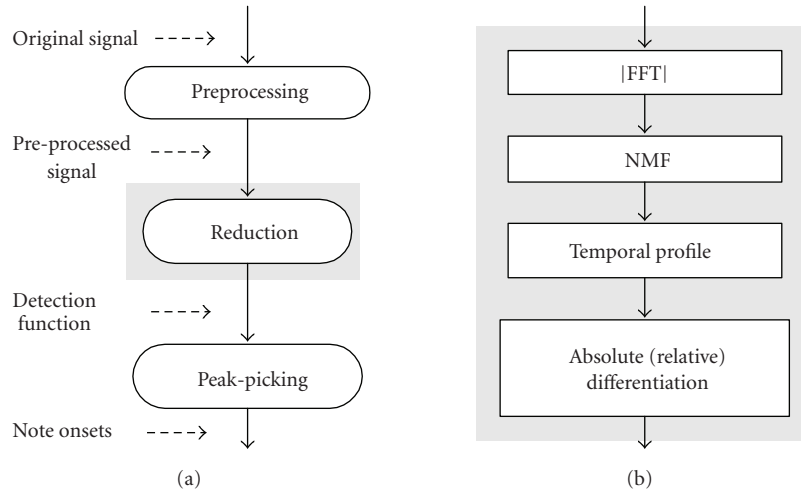 Original signal
Preprocessing
Pre-processed
signal
Reduction
Detection
function
Peak-picking
Note onsets
(a)
|FFT|
NMF
Temporal profile
Absolute (relative)
differentiation
(b)